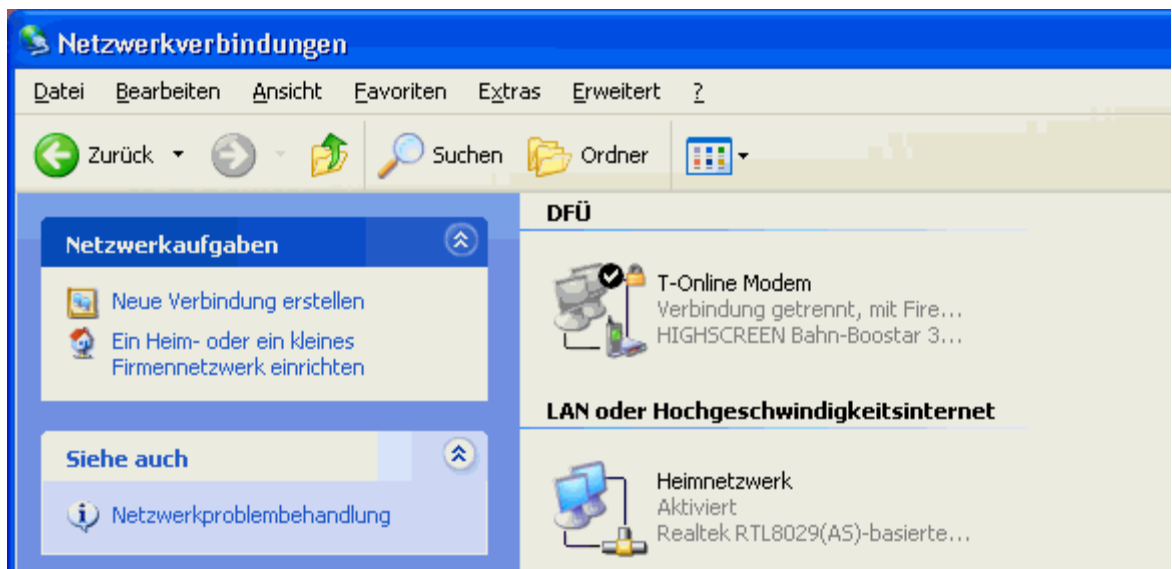 Netzwerkverbindungen
Datei Bearbeiten Ansicht Favoriten Extras Erweitert ?
Zurück Suchen Ordner
Netzwerkaufgaben
Neue Verbindung erstellen
Ein Heim- oder ein kleines
Firmennetzwerk einrichten
Siehe auch
Netzwerkproblembehandlung
DFÜ
T-Online Modem
Verbindung getrennt, mit Fire...
HIGHSCREEN Bahn-Boostar 3...
LAN oder Hochgeschwindigkeitsinternet
Heimnetzwerk
Aktiviert
Realtek RTL8029(AS)-basierte...